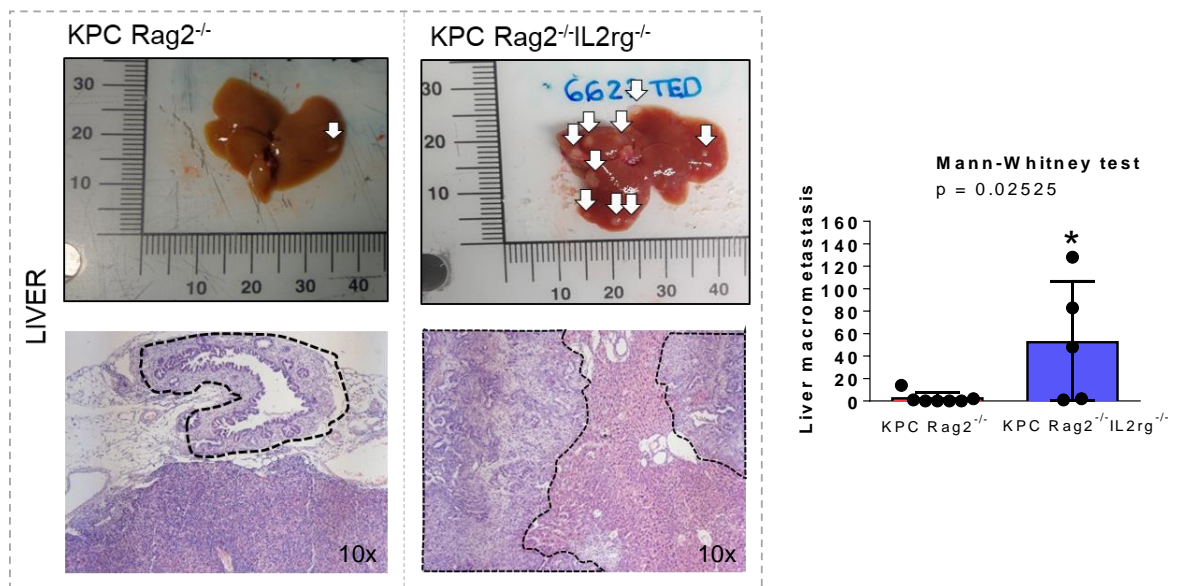 KPC Rag2-/-
KPC Rag2-/-IL2rg-/-
LIVER
30
20
10
10
20
30
40
30
20
10
10
20
30
40
662 TED
10x
10x
Mann-Whitney test
p = 0.02525
Liver macrometastasis
160
140
120
100
80
60
40
20
0
*
KPC Rag2-/-
KPC Rag2-/-IL2rg-/-